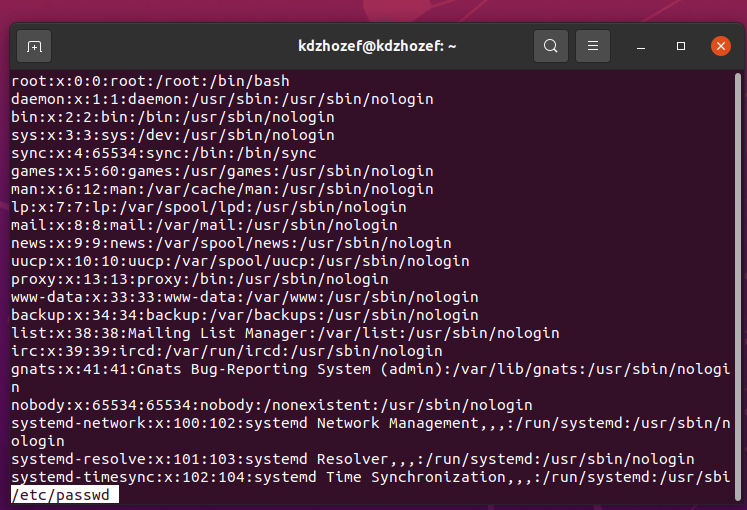 kdzhozef@kdzhozef: ~
root:x:0:0:root:/root:/bin/bash
daemon:x:1:1:daemon:/usr/sbin:/usr/sbin/nologin
bin:x:2:2:bin:/bin:/usr/sbin/nologin
sys:x:3:3:sys:/dev:/usr/sbin/nologin
sync:x:4:65534:sync:/bin:/bin/sync
games:x:5:60:games:/usr/games:/usr/sbin/nologin
man:x:6:12:man:/var/cache/man:/usr/sbin/nologin
lp:x:7:7:lp:/var/spool/lpd:/usr/sbin/nologin
mail:x:8:8:mail:/var/mail:/usr/sbin/nologin
news:x:9:9:news:/var/spool/news:/usr/sbin/nologin
uucp:x:10:10:uucp:/var/spool/uucp:/usr/sbin/nologin
proxy:x:13:13:proxy:/bin:/usr/sbin/nologin
www-data:x:33:33:www-data:/var/www:/usr/sbin/nologin
backup:x:34:34:backup:/var/backups:/usr/sbin/nologin
list:x:38:38:Mailing List Manager:/var/list:/usr/sbin/nologin
irc:x:39:39:ircd:/var/run/ircd:/usr/sbin/nologin
gnats:x:41:41:Gnats Bug-Reporting System (admin):/var/lib/gnats:/usr/sbin/nologi
n
nobody:x:65534:65534:nobody:/nonexistent:/usr/sbin/nologin
systemd-network:x:100:102:systemd Network Management,,,:/run/systemd:/usr/sbin/n
ologin
systemd-resolve:x:101:103:systemd Resolver,,,:/run/systemd:/usr/sbin/nologin
systemd-timesync:x:102:104:systemd Time Synchronization,,,:/run/systemd:/usr/sbi
/etc/passwd